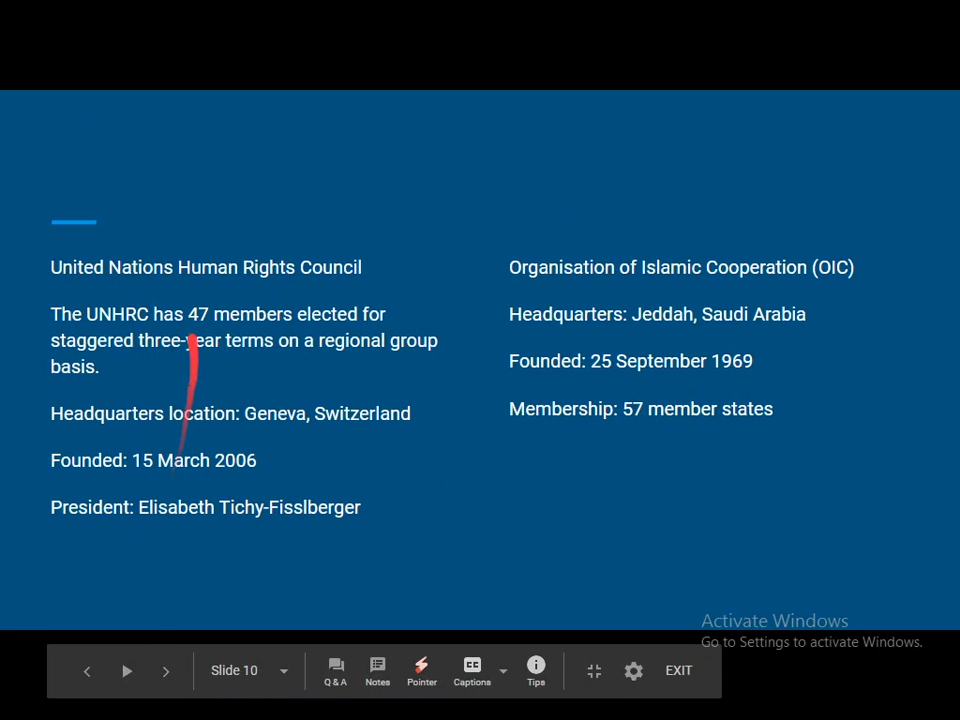 United Nations Human Rights Council
The UNHRC has 47 members elected for
staggered three-year terms on a regional group
basis.
Headquarters location: Geneva, Switzerland
Founded: 15 March 2006
President: Elisabeth Tichy-Fisslberger
Organisation of Islamic Cooperation (OIC)
Headquarters: Jeddah, Saudi Arabia
Founded: 25 September 1969
Membership: 57 member states
Activate Windows
Go to Settings to activate Windows.
Slide 10
Q & A
Notes
Pointer
CC
Captions
Tips
EXIT